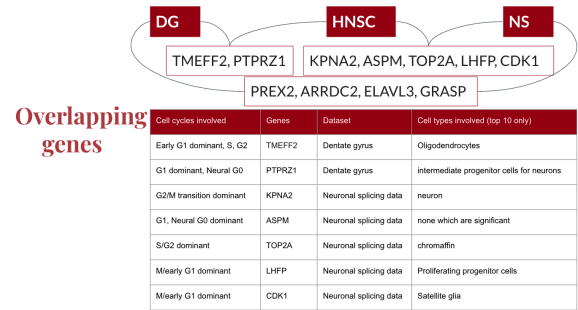 DG HNSC NS
TMEFF2, PTPRZ1 KPNA2, ASPM, TOP2A, LHFP, CDK1
PREX2, ARRDC2, ELAVL3, GRASP
Overlapping
genes
Cell cycles involved Genes Dataset Cell types involved (top 10 only)
Early G1 dominant, S, G2 TMEFF2 Dentate gyrus Oligodendrocytes
G1 dominant, Neural G0 PTPRZ1 Dentate gyrus intermediate progenitor cells for neurons
G2/M transition dominant KPNA2 Neuronal splicing data neuron
G1, Neural G0 dominant ASPM Neuronal splicing data none which are significant
S/G2 dominant TOP2A Neuronal splicing data chromaffin
M/early G1 dominant LHFP Neuronal splicing data Proliferating progenitor cells
M/early G1 dominant CDK1 Neuronal splicing data Satellite glia